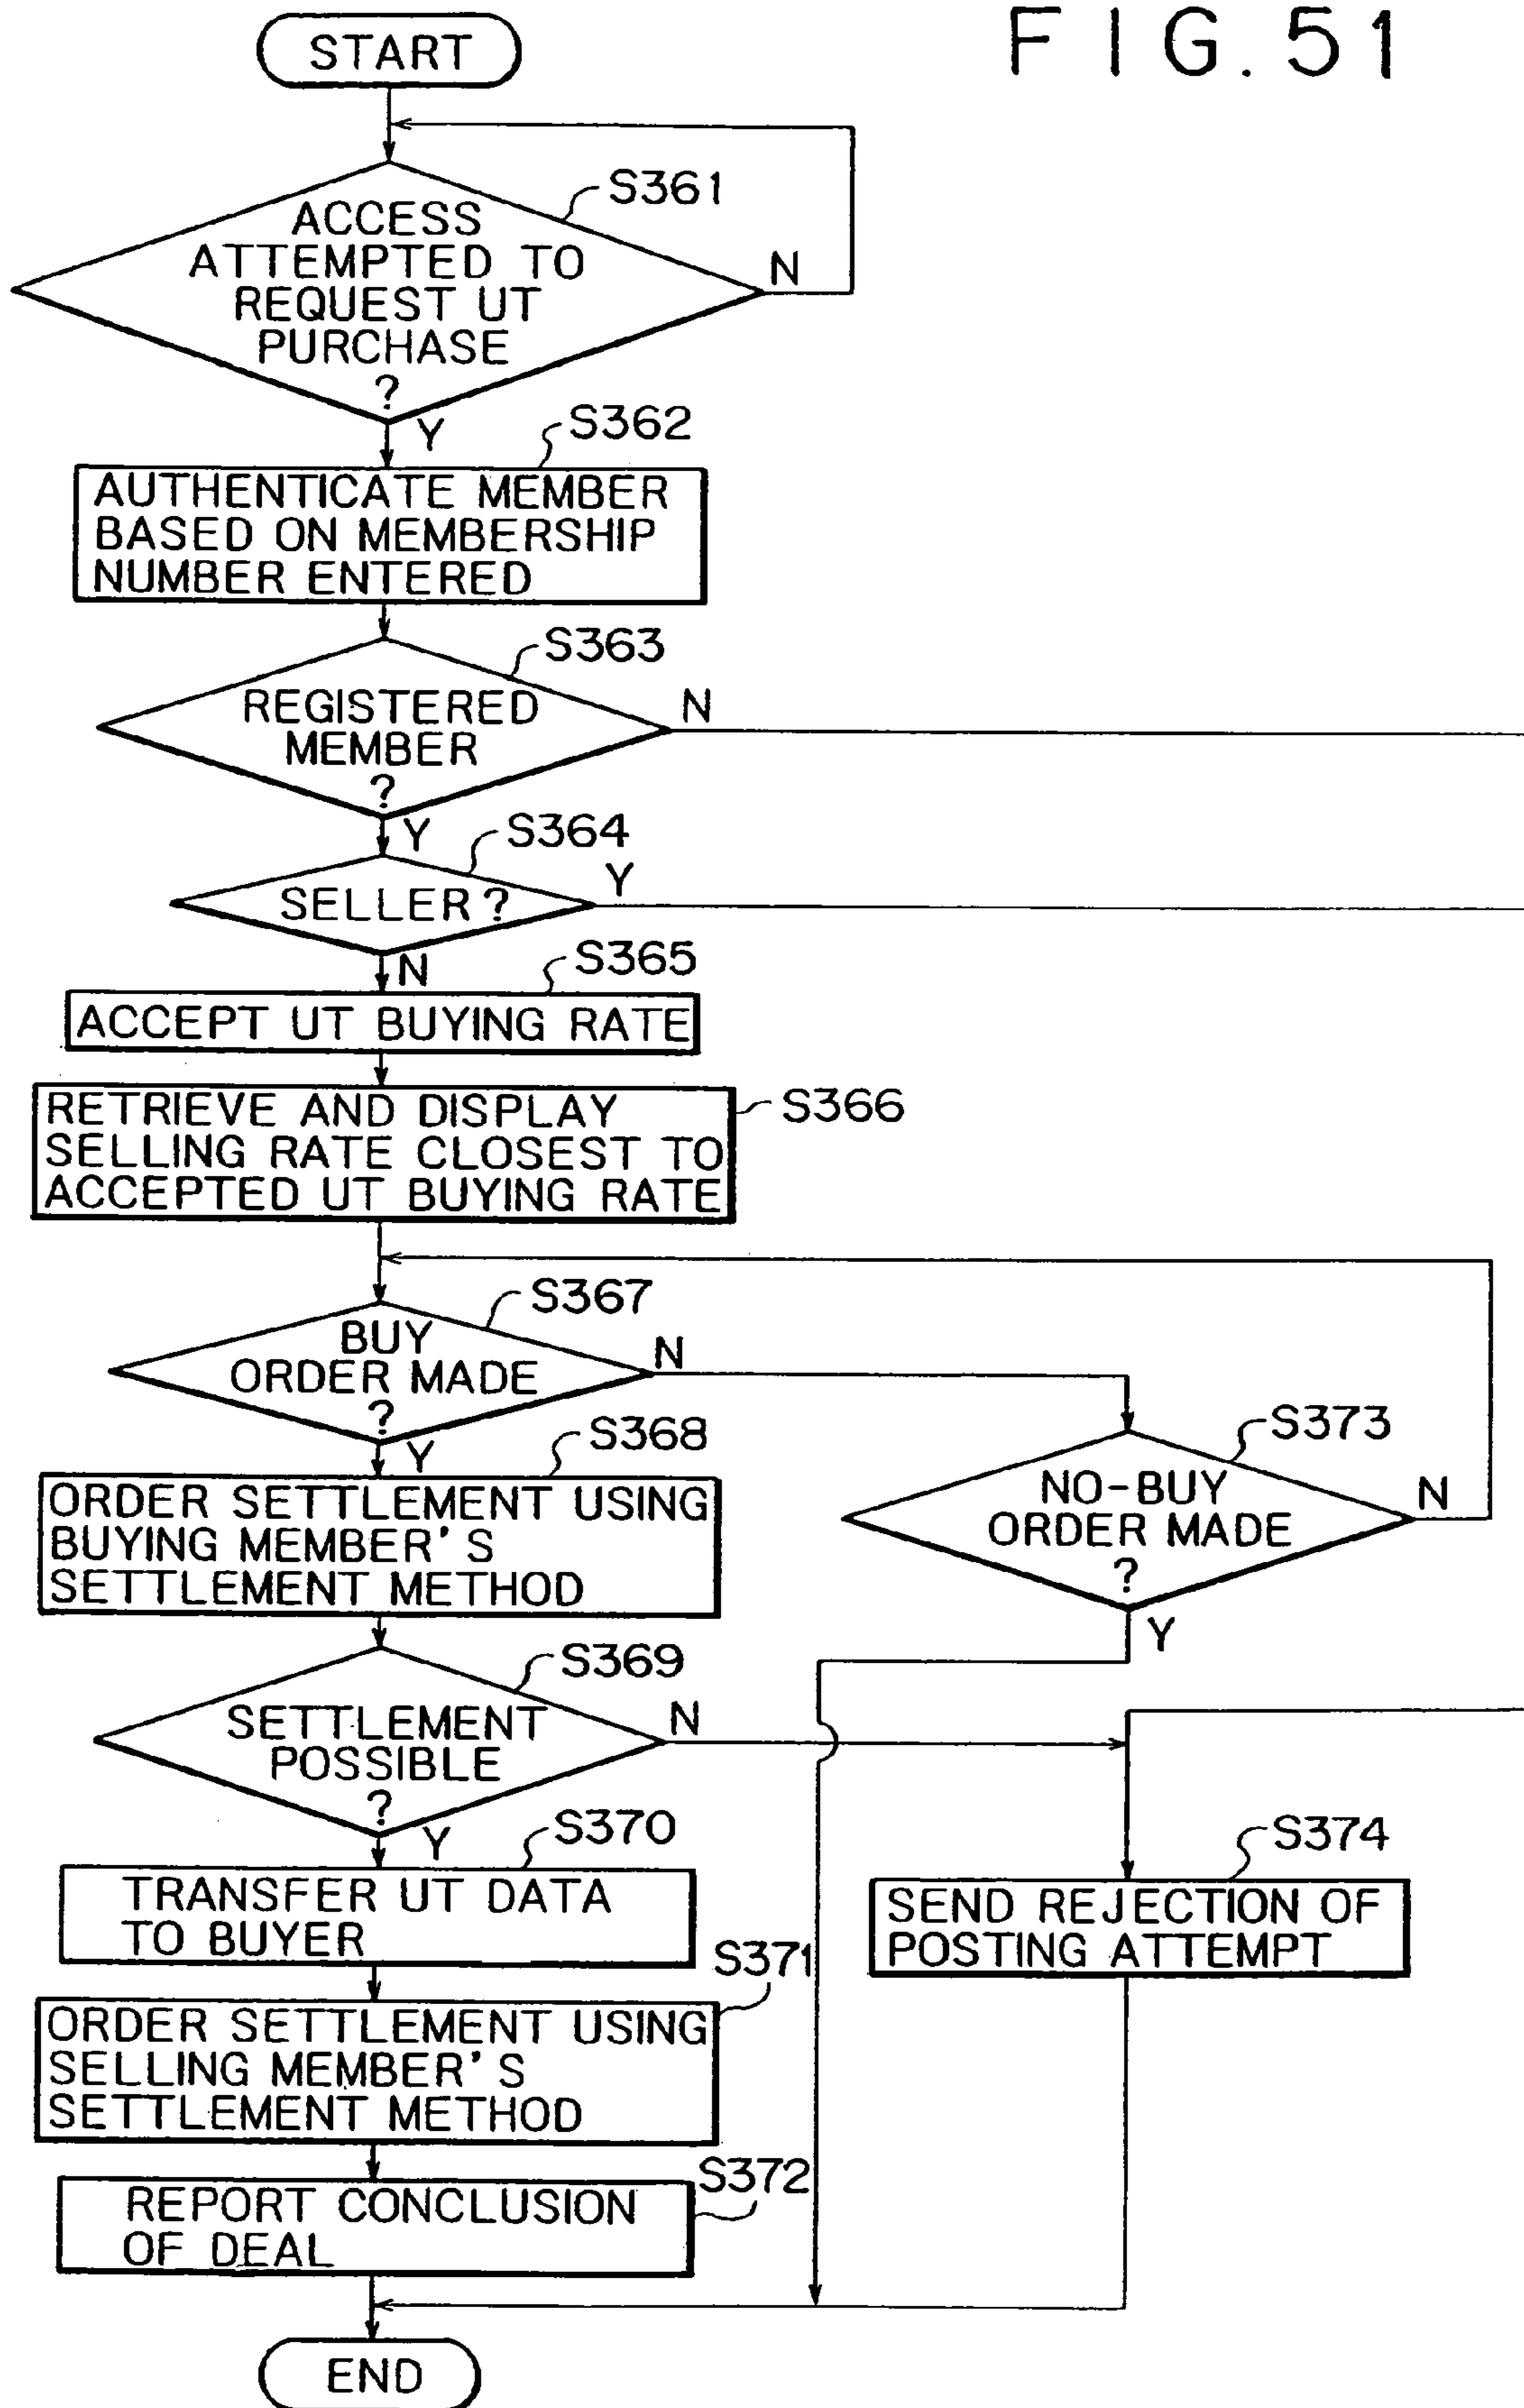 FIG. 51
START
S361
ACCESS
ATTEMPTED TO
REQUEST UT
PURCHASE
?
N
Y
S362
AUTHENTICATE MEMBER
BASED ON MEMBERSHIP
NUMBER ENTERED
S363
REGISTERED
MEMBER
?
N
Y
S364
SELLER?
Y
N
S365
ACCEPT UT BUYING RATE
S366
RETRIEVE AND DISPLAY
SELLING RATE CLOSEST TO
ACCEPTED UT BUYING RATE
S367
BUY
ORDER MADE
?
N
Y
S373
NO-BUY
ORDER MADE
?
N
Y
S368
ORDER SETTLEMENT USING
BUYING MEMBER'S
SETTLEMENT METHOD
S369
SETTLEMENT
POSSIBLE
?
N
Y
S370
TRANSFER UT DATA
TO BUYER
S374
SEND REJECTION OF
POSTING ATTEMPT
S371
ORDER SETTLEMENT USING
SELLING MEMBER'S
SETTLEMENT METHOD
S372
REPORT CONCLUSION
OF DEAL
END